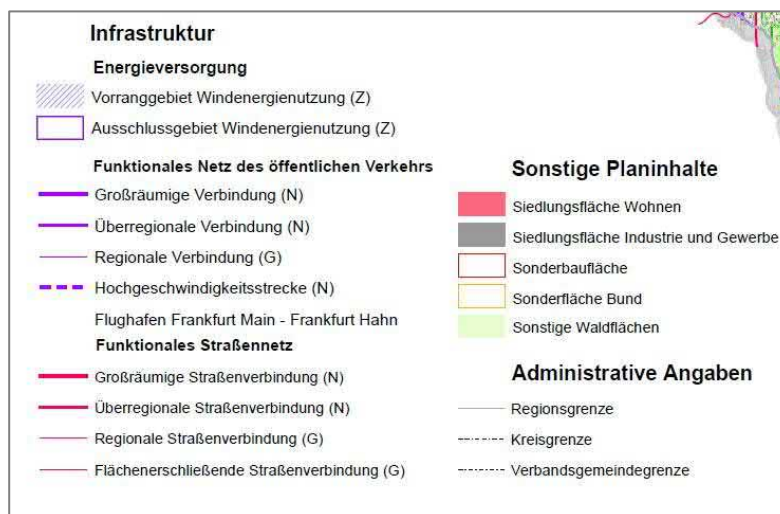 Infrastruktur
Energieversorgung
Vorranggebiet Windenergienutzung (Z)
Ausschlussgebiet Windenergienutzung (Z)
Funktionales Netz des öffentlichen Verkehrs
Großräumige Verbindung (N)
Überregionale Verbindung (N)
Regionale Verbindung (G)
Hochgeschwindigkeitsstrecke (N)
Flughafen Frankfurt Main - Frankfurt Hahn
Funktionales Straßennetz
Großräumige Straßenverbindung (N)
Überregionale Straßenverbindung (N)
Regionale Straßenverbindung (G)
Flächenerschließende Straßenverbindung (G)
Sonstige Planinhalte
Siedlungsfläche Wohnen
Siedlungsfläche Industrie und Gewerbe
Sonderbaufläche
Sonderfläche Bund
Sonstige Waldflächen
Administrative Angaben
Regionsgrenze
Kreisgrenze
Verbandsgemeindegrenze